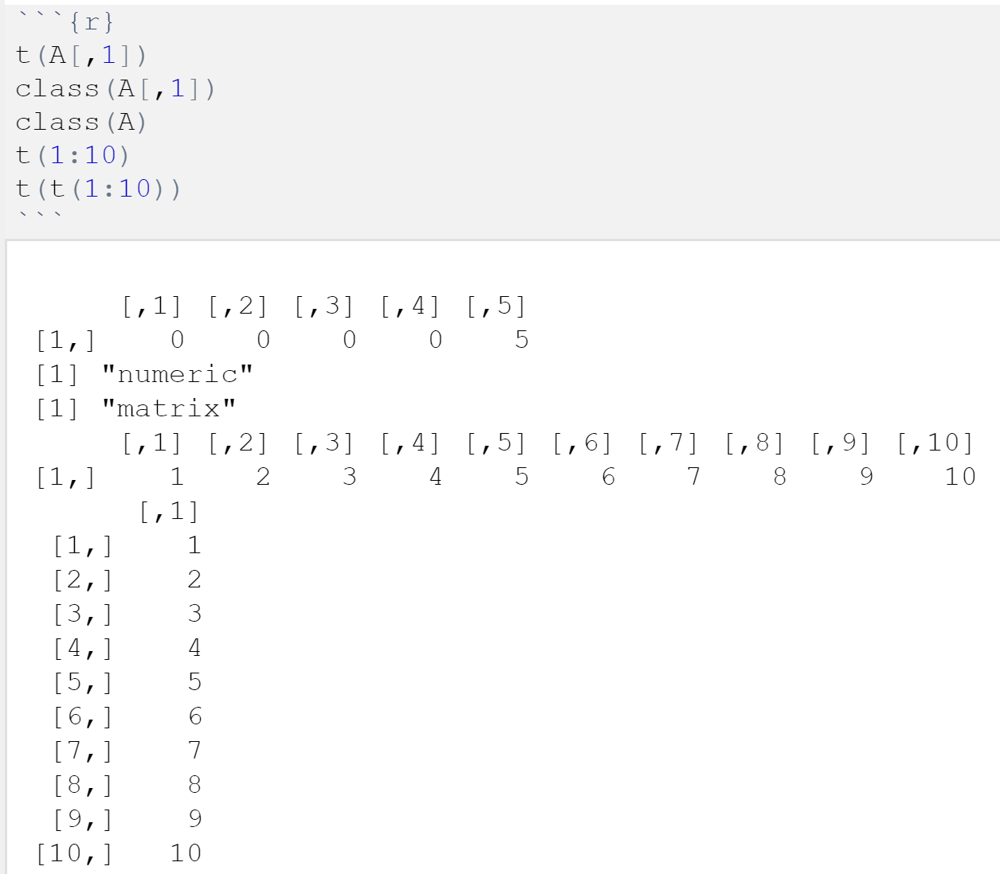 ```{r}
t(A[,1])
class(A[,1])
class(A)
t(1:10)
t(t(1:10))
```
     [,1] [,2] [,3] [,4] [,5]
[1,]    0    0    0    0    5
[1] "numeric"
[1] "matrix"
     [,1] [,2] [,3] [,4] [,5] [,6] [,7] [,8] [,9] [,10]
[1,]    1    2    3    4    5    6    7    8    9    10
      [,1]
 [1,]    1
 [2,]    2
 [3,]    3
 [4,]    4
 [5,]    5
 [6,]    6
 [7,]    7
 [8,]    8
 [9,]    9
[10,]   10